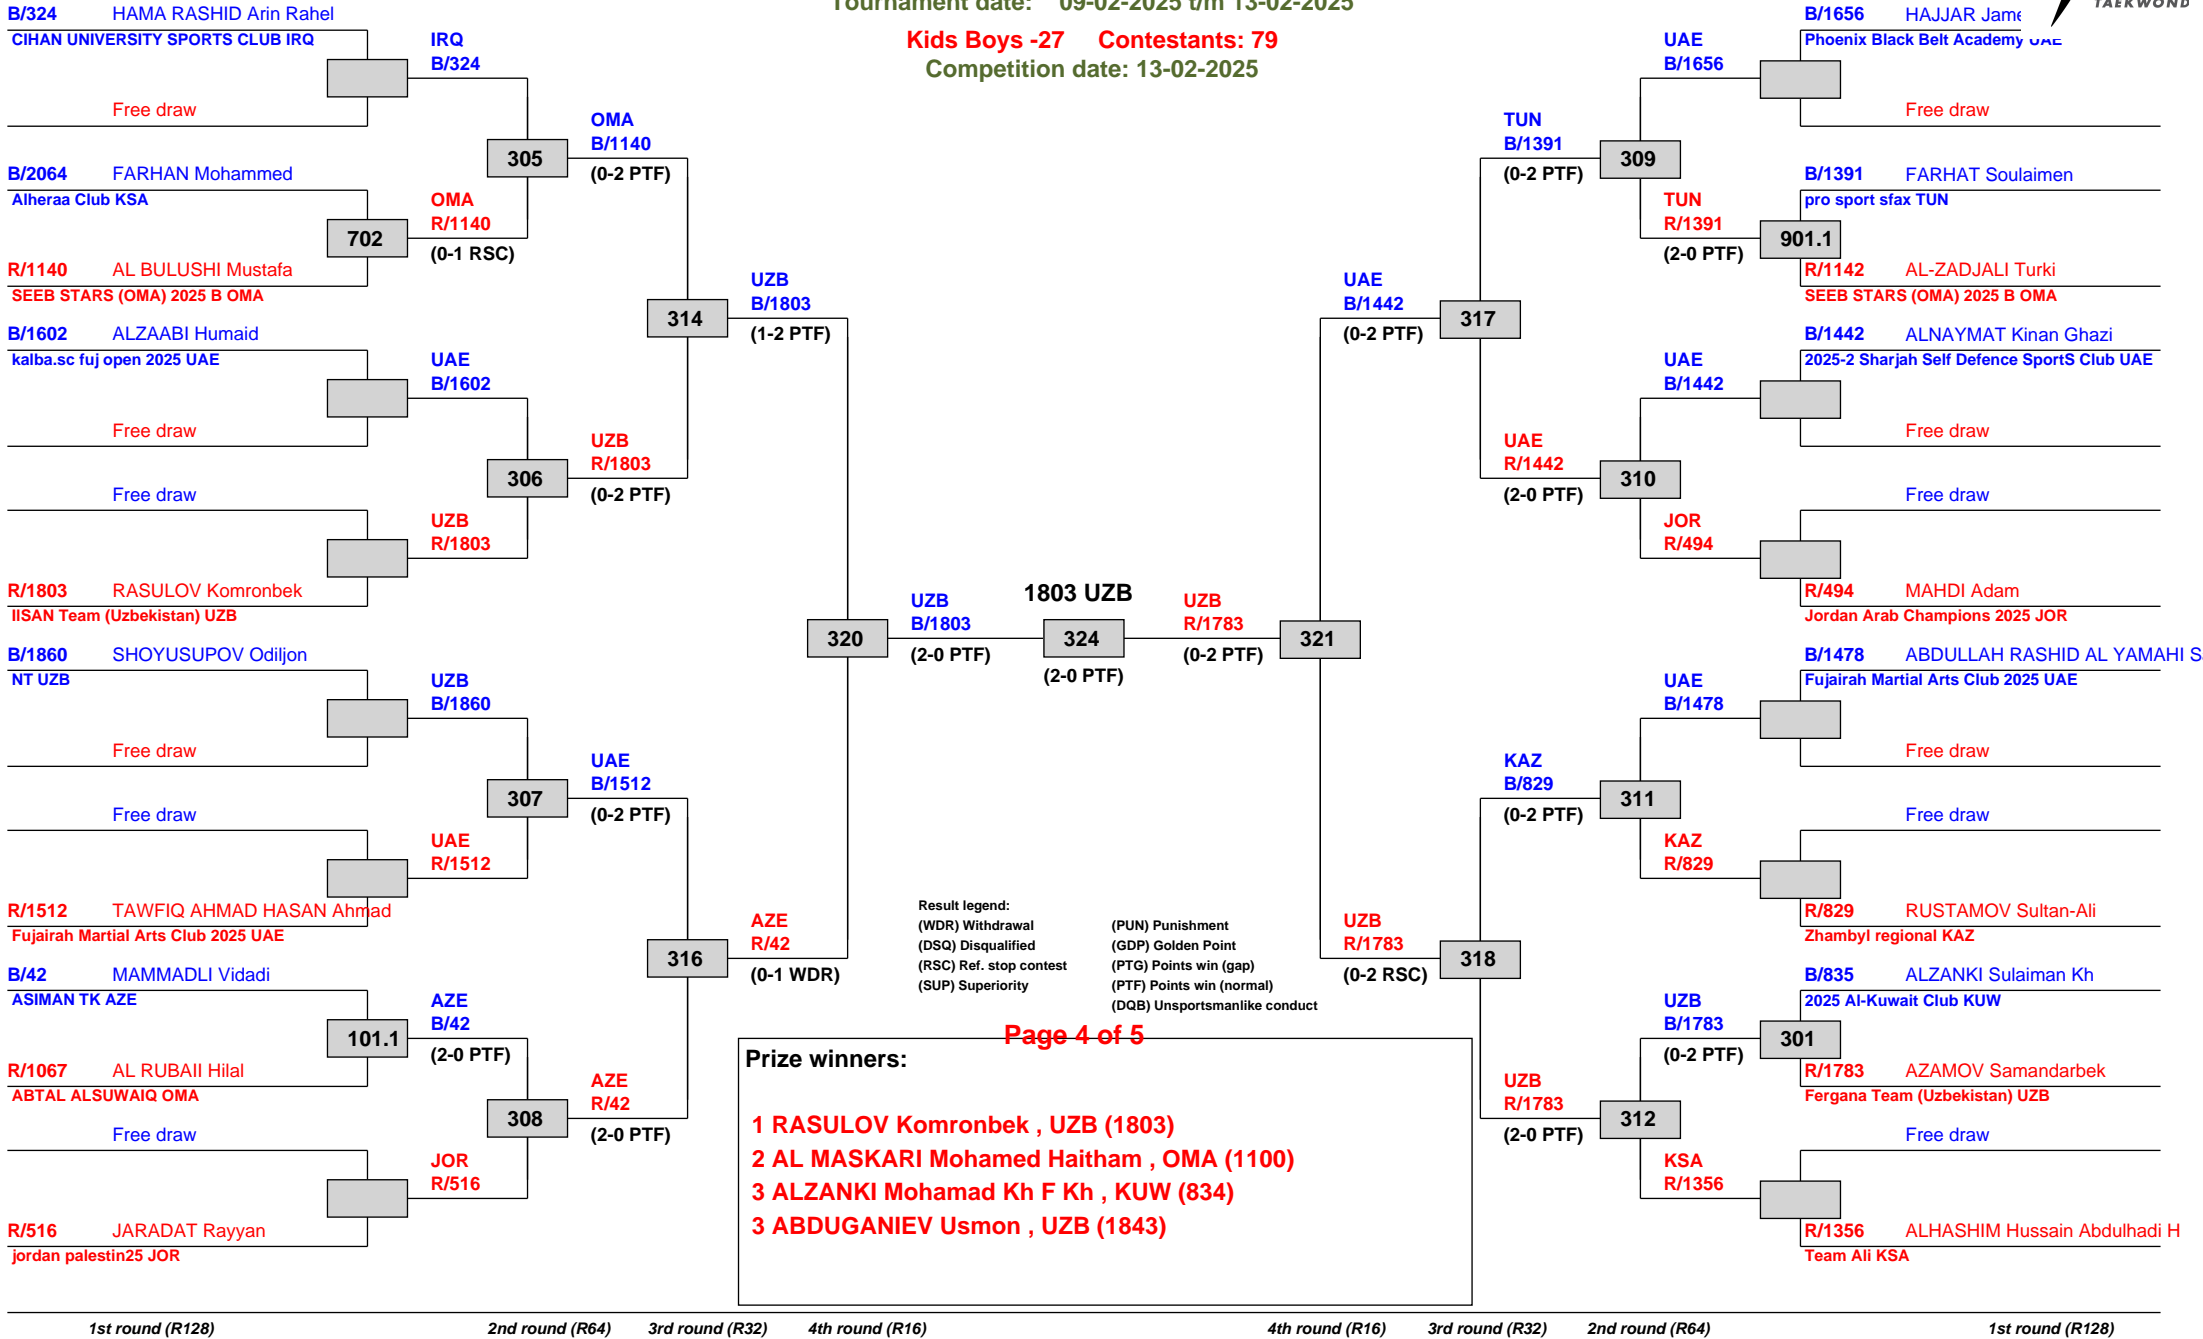 Tournament date: 09-02-2025 t/m 13-02-2025
Kids Boys -27 Contestants: 79
Competition date: 13-02-2025
TAEKWOND
B/324 HAMA RASHID Arin Rahel
CIHAN UNIVERSITY SPORTS CLUB IRQ
Free draw
B/2064 FARHAN Mohammed
Alheraa Club KSA
702
R/1140 AL BULUSHI Mustafa
SEEB STARS (OMA) 2025 B OMA
B/1602 ALZAABI Humaid
kalba.sc fuj open 2025 UAE
Free draw
Free draw
R/1803 RASULOV Komronbek
IISAN Team (Uzbekistan) UZB
B/1860 SHOYUSUPOV Odiljon
NT UZB
Free draw
Free draw
R/1512 TAWFIQ AHMAD HASAN Ahmad
Fujairah Martial Arts Club 2025 UAE
B/42 MAMMADLI Vidadi
ASIMAN TK AZE
101.1
R/1067 AL RUBAII Hilal
ABTAL ALSUWAIQ OMA
Free draw
R/516 JARADAT Rayyan
jordan palestin25 JOR
IRQ
B/324
305
OMA
R/1140
(0-1 RSC)
UAE
B/1602
306
UZB
R/1803
UZB
B/1860
307
UAE
R/1512
AZE
B/42
(2-0 PTF)
308
JOR
R/516
OMA
B/1140
(0-2 PTF)
314
UZB
R/1803
(0-2 PTF)
UAE
B/1512
(0-2 PTF)
316
AZE
R/42
(2-0 PTF)
UZB
B/1803
(1-2 PTF)
320
AZE
R/42
(0-1 WDR)
UZB
B/1803
(2-0 PTF)
1803 UZB
324
(2-0 PTF)
UZB
R/1783
(0-2 PTF)
321
UAE
B/1442
(0-2 PTF)
UZB
R/1783
(0-2 RSC)
TUN
B/1391
(0-2 PTF)
317
UAE
R/1442
(2-0 PTF)
KAZ
B/829
(0-2 PTF)
318
UZB
R/1783
(2-0 PTF)
UAE
B/1656
309
TUN
R/1391
(2-0 PTF)
UAE
B/1442
310
JOR
R/494
UAE
B/1478
311
KAZ
R/829
UZB
B/1783
(0-2 PTF)
312
KSA
R/1356
B/1656 HAJJAR
Phoenix Black Belt Academy UAE
Free draw
B/1391 FARHAT Soulaimen
pro sport sfax TUN
901.1
R/1142 AL-ZADJALI Turki
SEEB STARS (OMA) 2025 B OMA
B/1442 ALNAYMAT Kinan Ghazi
2025-2 Sharjah Self Defence SportS Club UAE
Free draw
Free draw
R/494 MAHDI Adam
Jordan Arab Champions 2025 JOR
B/1478 ABDULLAH RASHID AL YAMAHI
Fujairah Martial Arts Club 2025 UAE
Free draw
Free draw
R/829 RUSTAMOV Sultan-Ali
Zhambyl regional KAZ
B/835 ALZANKI Sulaiman Kh
2025 Al-Kuwait Club KUW
301
R/1783 AZAMOV Samandarbek
Fergana Team (Uzbekistan) UZB
Free draw
R/1356 ALHASHIM Hussain Abdulhadi H
Team Ali KSA
Result legend:
(WDR) Withdrawal (PUN) Punishment
(DSQ) Disqualified (GDP) Golden Point
(RSC) Ref. stop contest (PTG) Points win (gap)
(SUP) Superiority (PTF) Points win (normal)
(DQB) Unsportsmanlike conduct
Page 4 of 5
Prize winners:
1 RASULOV Komronbek , UZB (1803)
2 AL MASKARI Mohamed Haitham , OMA (1100)
3 ALZANKI Mohamad Kh F Kh , KUW (834)
3 ABDUGANIEV Usmon , UZB (1843)
1st round (R128) 2nd round (R64) 3rd round (R32) 4th round (R16) 4th round (R16) 3rd round (R32) 2nd round (R64) 1st round (R128)